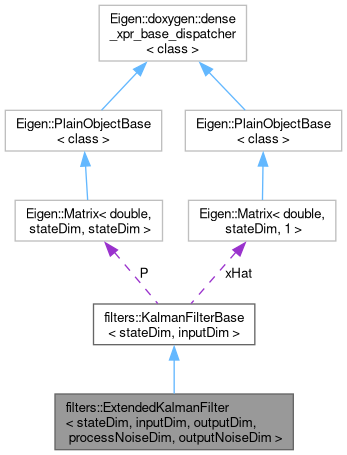 Eigen::doxygen::dense
_xpr_base_dispatcher
< class >
Eigen::PlainObjectBase
< class >
Eigen::PlainObjectBase
< class >
Eigen::Matrix< double,
stateDim, stateDim >
Eigen::Matrix< double,
stateDim, 1 >
P
xHat
filters::KalmanFilterBase
< stateDim, inputDim >
filters::ExtendedKalmanFilter
< stateDim, inputDim, outputDim,
processNoiseDim, outputNoiseDim >